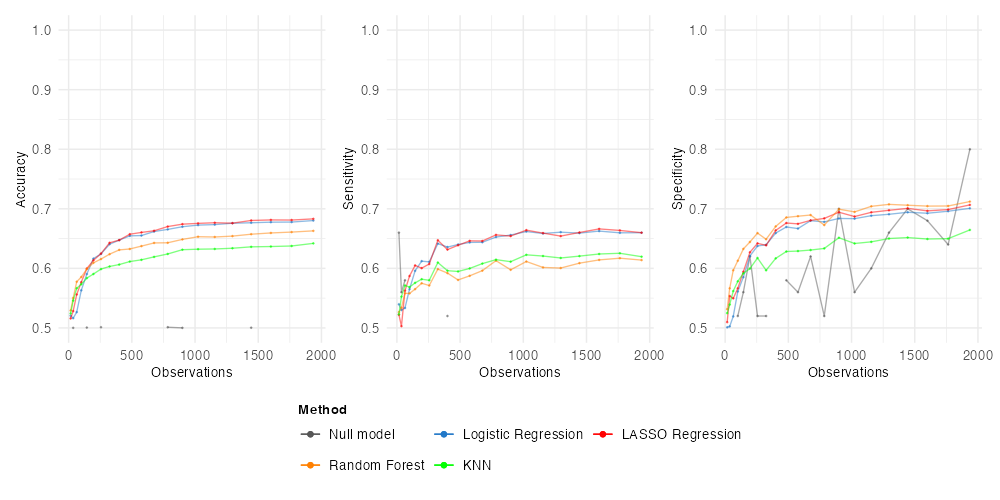 1.0 1.0 1.0
0.9 0.9 0.9
0.8 0.8 0.8
0.7 0.7 0.7
0.6 0.6 0.6
0.5 0.5 0.5
Accuracy Sensitivity Specificity
0 500 1000 1500 2000 0 500 1000 1500 2000 0 500 1000 1500 2000
Observations Observations Observations
Method
Null model Logistic Regression LASSO Regression
Random Forest KNN